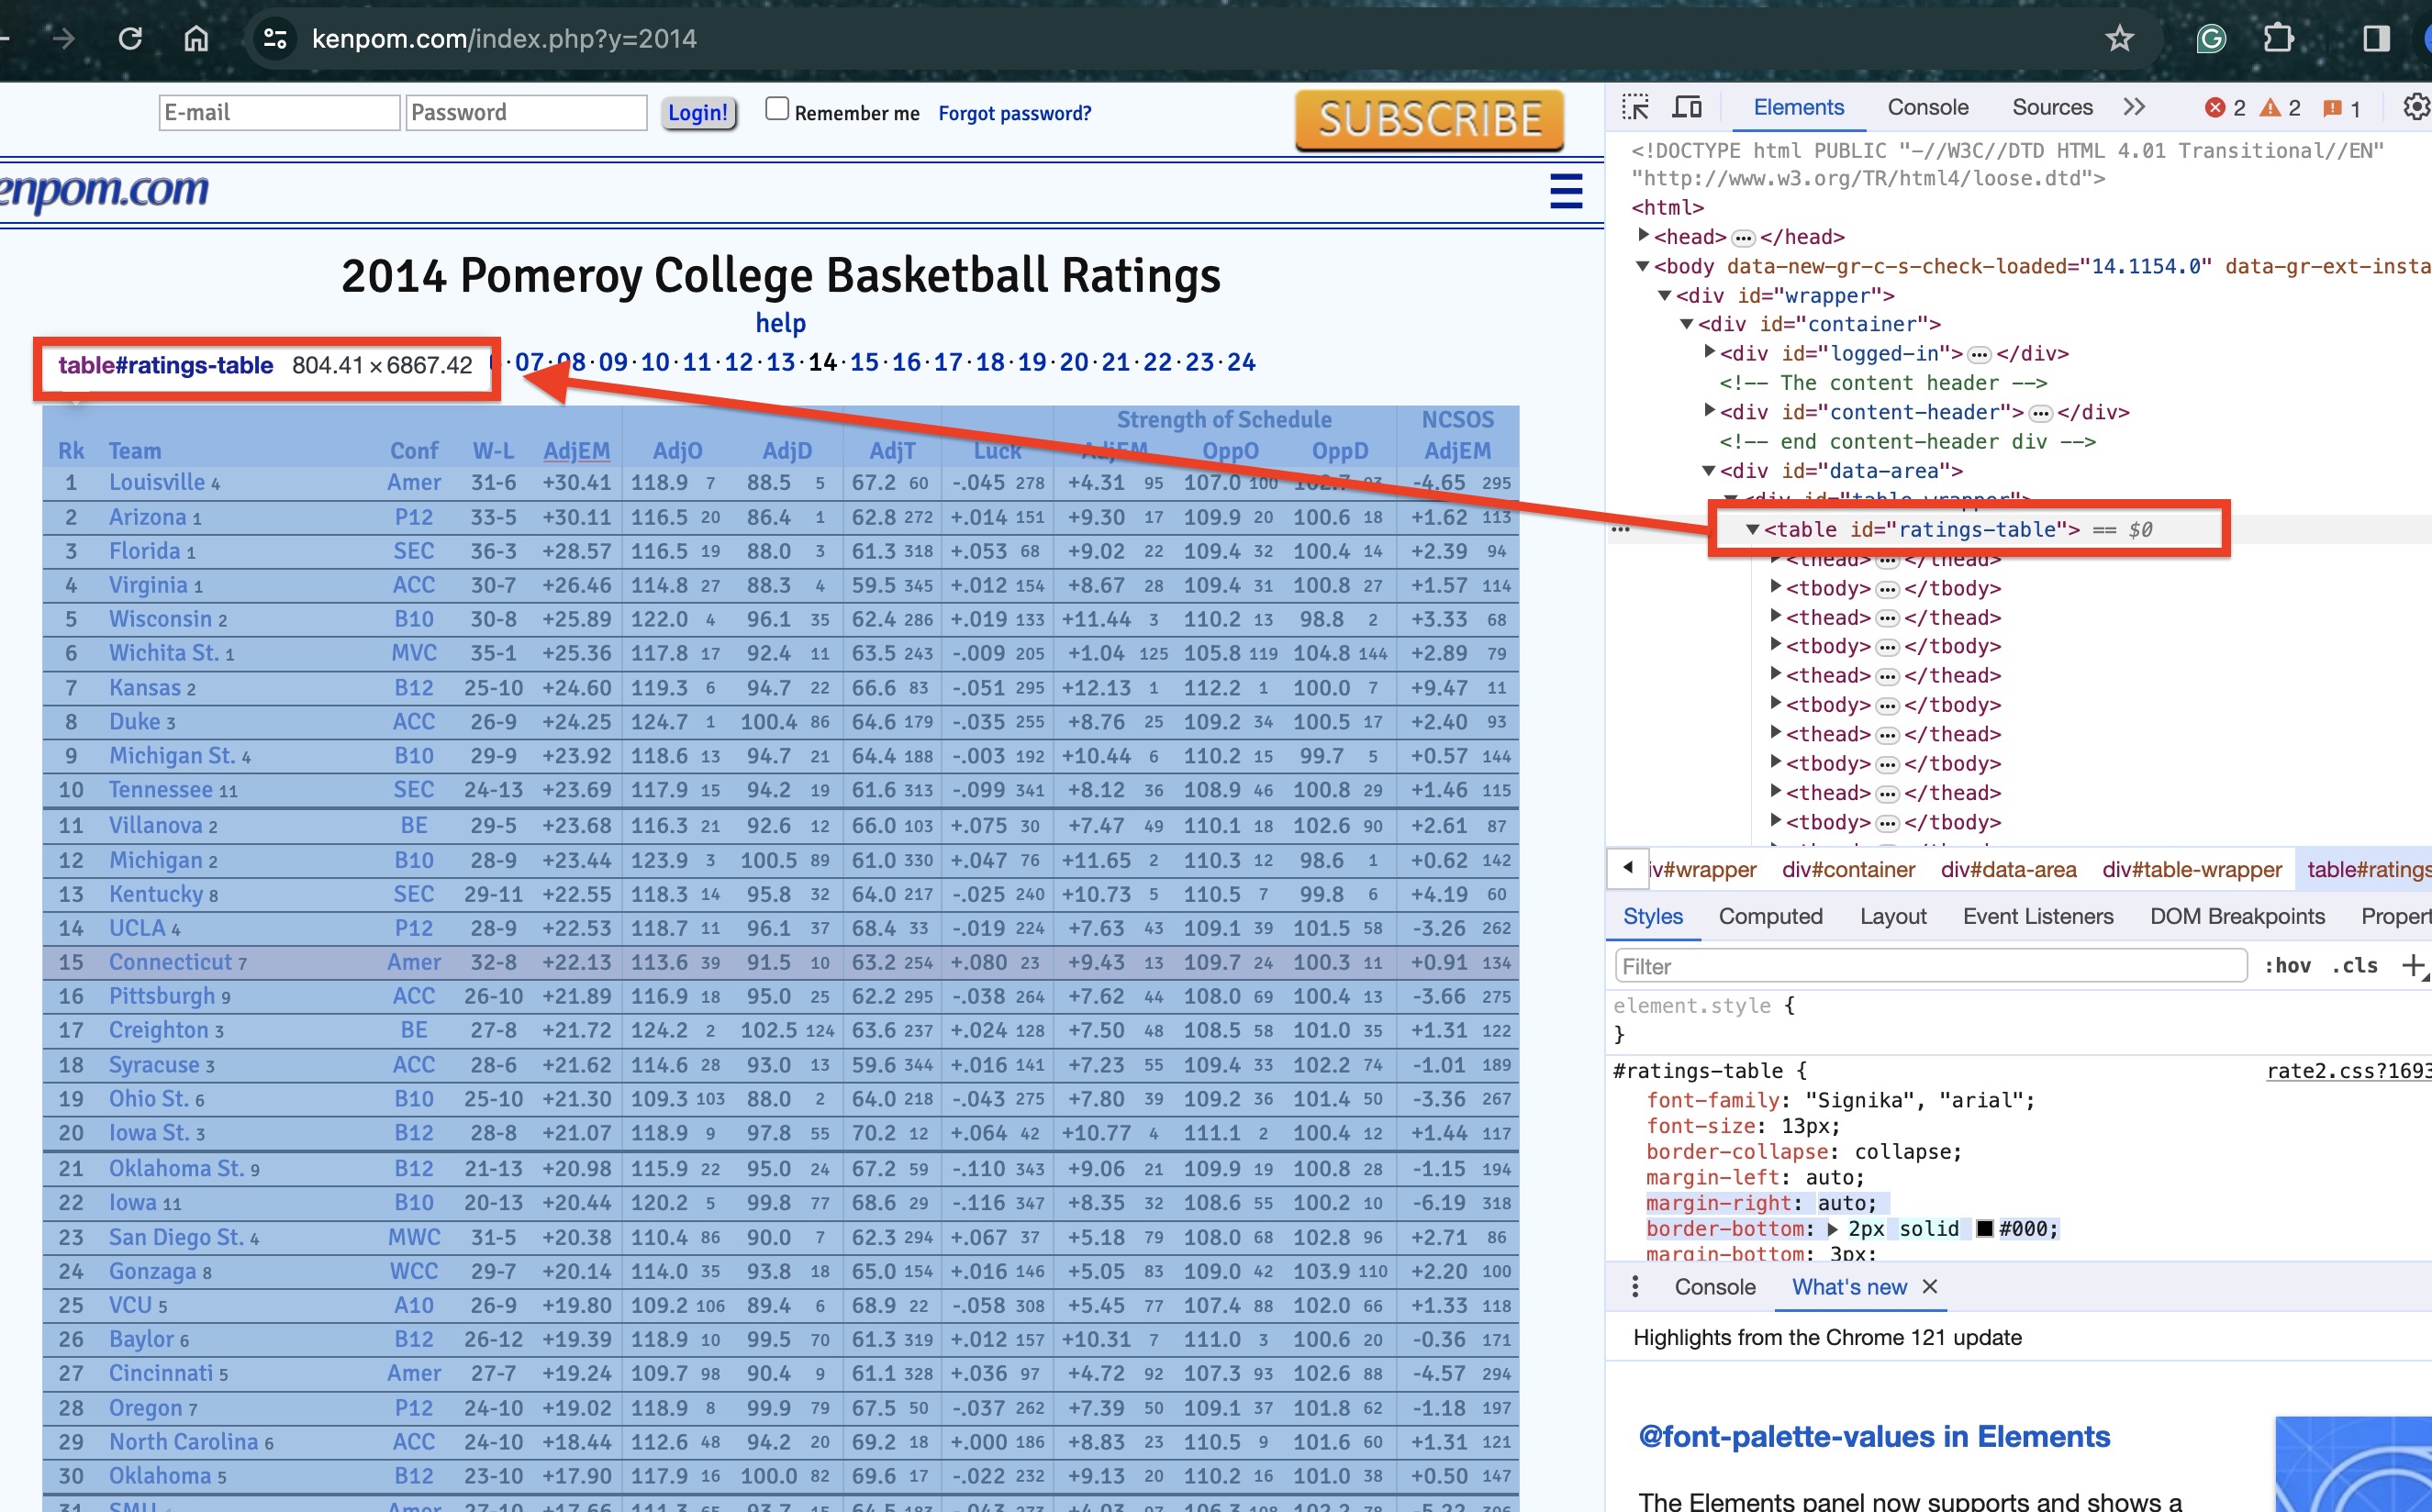 kenpom.com/index.php?y=2014
E-mail Password Login! Remember me Forgot password? SUBSCRIBE
enpom.com
2014 Pomeroy College Basketball Ratings
help
table#ratings-table 804.41 × 6867.42 · 07 · 08 · 09 · 10 · 11 · 12 · 13 · 14 · 15 · 16 · 17 · 18 · 19 · 20 · 21 · 22 · 23 · 24
Strength of Schedule NCSOS
Rk Team Conf W-L AdjEM AdjO AdjD AdjT Luck AdjEM OppO OppD AdjEM
1 Louisville 4 Amer 31-6 +30.41 118.9 7 88.5 5 67.2 60 -.045 278 +4.31 95 107.0 100 102.7 93 -4.65 295
2 Arizona 1 P12 33-5 +30.11 116.5 20 86.4 1 62.8 272 +.014 151 +9.30 17 109.9 20 100.6 18 +1.62 113
3 Florida 1 SEC 36-3 +28.57 116.5 19 88.0 3 61.3 318 +.053 68 +9.02 22 109.4 32 100.4 14 +2.39 94
4 Virginia 1 ACC 30-7 +26.46 114.8 27 88.3 4 59.5 345 +.012 154 +8.67 28 109.4 31 100.8 27 +1.57 114
5 Wisconsin 2 B10 30-8 +25.89 122.0 4 96.1 35 62.4 286 +.019 133 +11.44 3 110.2 13 98.8 2 +3.33 68
6 Wichita St. 1 MVC 35-1 +25.36 117.8 17 92.4 11 63.5 243 -.009 205 +1.04 125 105.8 119 104.8 144 +2.89 79
7 Kansas 2 B12 25-10 +24.60 119.3 6 94.7 22 66.6 83 -.051 295 +12.13 1 112.2 1 100.0 7 +9.47 11
8 Duke 3 ACC 26-9 +24.25 124.7 1 100.4 86 64.6 179 -.035 255 +8.76 25 109.2 34 100.5 17 +2.40 93
9 Michigan St. 4 B10 29-9 +23.92 118.6 13 94.7 21 64.4 188 -.003 192 +10.44 6 110.2 15 99.7 5 +0.57 144
10 Tennessee 11 SEC 24-13 +23.69 117.9 15 94.2 19 61.6 313 -.099 341 +8.12 36 108.9 46 100.8 29 +1.46 115
11 Villanova 2 BE 29-5 +23.68 116.3 21 92.6 12 66.0 103 +.075 30 +7.47 49 110.1 18 102.6 90 +2.61 87
12 Michigan 2 B10 28-9 +23.44 123.9 3 100.5 89 61.0 330 +.047 76 +11.65 2 110.3 12 98.6 1 +0.62 142
13 Kentucky 8 SEC 29-11 +22.55 118.3 14 95.8 32 64.0 217 -.025 240 +10.73 5 110.5 7 99.8 6 +4.19 60
14 UCLA 4 P12 28-9 +22.53 118.7 11 96.1 37 68.4 33 -.019 224 +7.63 43 109.1 39 101.5 58 -3.26 262
15 Connecticut 7 Amer 32-8 +22.13 113.6 39 91.5 10 63.2 254 +.080 23 +9.43 13 109.7 24 100.3 11 +0.91 134
16 Pittsburgh 9 ACC 26-10 +21.89 116.9 18 95.0 25 62.2 295 -.038 264 +7.62 44 108.0 69 100.4 13 -3.66 275
17 Creighton 3 BE 27-8 +21.72 124.2 2 102.5 124 63.6 237 +.024 128 +7.50 48 108.5 58 101.0 35 +1.31 122
18 Syracuse 3 ACC 28-6 +21.62 114.6 28 93.0 13 59.6 344 +.016 141 +7.23 55 109.4 33 102.2 74 -1.01 189
19 Ohio St. 6 B10 25-10 +21.30 109.3 103 88.0 2 64.0 218 -.043 275 +7.80 39 109.2 36 101.4 50 -3.36 267
20 Iowa St. 3 B12 28-8 +21.07 118.9 9 97.8 55 70.2 12 +.064 42 +10.77 4 111.1 2 100.4 12 +1.44 117
21 Oklahoma St. 9 B12 21-13 +20.98 115.9 22 95.0 24 67.2 59 -.110 343 +9.06 21 109.9 19 100.8 28 -1.15 194
22 Iowa 11 B10 20-13 +20.44 120.2 5 99.8 77 68.6 29 -.116 347 +8.35 32 108.6 55 100.2 10 -6.19 318
23 San Diego St. 4 MWC 31-5 +20.38 110.4 86 90.0 7 62.3 294 +.067 37 +5.18 79 108.0 68 102.8 96 +2.71 86
24 Gonzaga 8 WCC 29-7 +20.14 114.0 35 93.8 18 65.0 154 +.016 146 +5.05 83 109.0 42 103.9 110 +2.20 100
25 VCU 5 A10 26-9 +19.80 109.2 106 89.4 6 68.9 22 -.058 308 +5.45 77 107.4 88 102.0 66 +1.33 118
26 Baylor 6 B12 26-12 +19.39 118.9 10 99.5 70 61.3 319 +.012 157 +10.31 7 111.0 3 100.6 20 -0.36 171
27 Cincinnati 5 Amer 27-7 +19.24 109.7 98 90.4 9 61.1 328 +.036 97 +4.72 92 107.3 93 102.6 88 -4.57 294
28 Oregon 7 P12 24-10 +19.02 118.9 8 99.9 79 67.5 50 -.037 262 +7.39 50 109.1 37 101.8 62 -1.18 197
29 North Carolina 6 ACC 24-10 +18.44 112.6 48 94.2 20 69.2 18 +.000 186 +8.83 23 110.5 9 101.6 60 +1.31 121
30 Oklahoma 5 B12 23-10 +17.90 117.9 16 100.0 82 69.6 17 -.022 232 +9.13 20 110.2 16 101.0 38 +0.50 147
Elements Console Sources 2 2 1
<!DOCTYPE html PUBLIC "-//W3C//DTD HTML 4.01 Transitional//EN"
"http://www.w3.org/TR/html4/loose.dtd">
<html>
<head> ••• </head>
<body data-new-gr-c-s-check-loaded="14.1154.0" data-gr-ext-insta
<div id="wrapper">
<div id="container">
<div id="logged-in"> ••• </div>
<!-- The content header -->
<div id="content-header"> ••• </div>
<!-- end content-header div -->
<div id="data-area">
<div id="table-wrapper">
••• <table id="ratings-table"> == $0
<thead> ••• </thead>
<tbody> ••• </tbody>
<thead> ••• </thead>
<tbody> ••• </tbody>
<thead> ••• </thead>
<tbody> ••• </tbody>
<thead> ••• </thead>
<tbody> ••• </tbody>
<thead> ••• </thead>
<tbody> ••• </tbody>
iv#wrapper div#container div#data-area div#table-wrapper table#ratings
Styles Computed Layout Event Listeners DOM Breakpoints Propert
Filter :hov .cls
element.style {
}
#ratings-table { rate2.css?1693
font-family: "Signika", "arial";
font-size: 13px;
border-collapse: collapse;
margin-left: auto;
margin-right: auto;
border-bottom: 2px solid #000;
margin-bottom: 3px;
Console What's new
Highlights from the Chrome 121 update
@font-palette-values in Elements
The Elements panel now supports and shows a